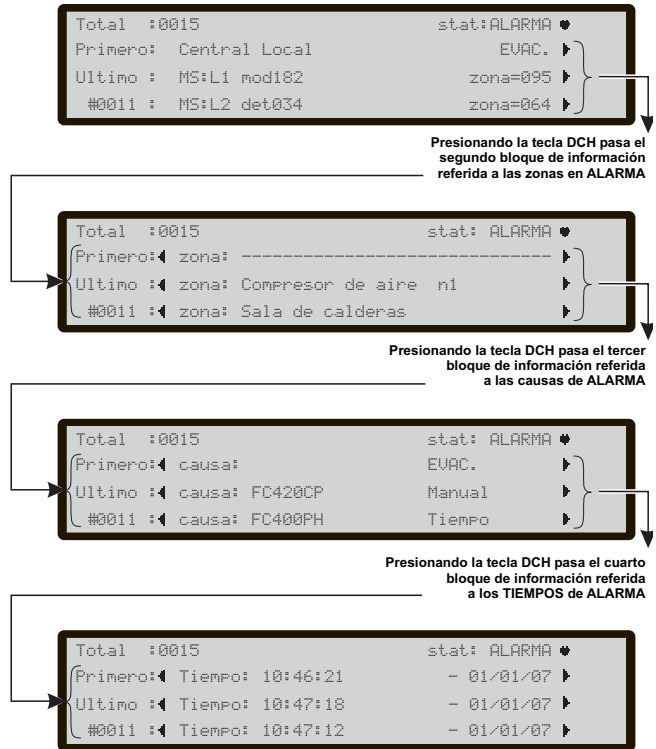 Total :0015 stat:ALARMA ♥
Primero: Central Local EVAC.
Ultimo : MS:L1 mod182 zona=095
#0011 : MS:L2 det034 zona=064
Presionando la tecla DCH pasa el
segundo bloque de información
referida a las zonas en ALARMA
Total :0015 stat: ALARMA ♥
Primero: zona: ------------------------------
Ultimo : zona: Compresor de aire n1
#0011 : zona: Sala de calderas
Presionando la tecla DCH pasa el tercer
bloque de información referida
a las causas de ALARMA
Total :0015 stat: ALARMA ♥
Primero: causa: EVAC.
Ultimo : causa: FC420CP Manual
#0011 : causa: FC400PH Tiempo
Presionando la tecla DCH pasa el cuarto
bloque de información referida
a los TIEMPOS de ALARMA
Total :0015 stat: ALARMA ♥
Primero: Tiempo: 10:46:21 - 01/01/07
Ultimo : Tiempo: 10:47:18 - 01/01/07
#0011 : Tiempo: 10:47:12 - 01/01/07